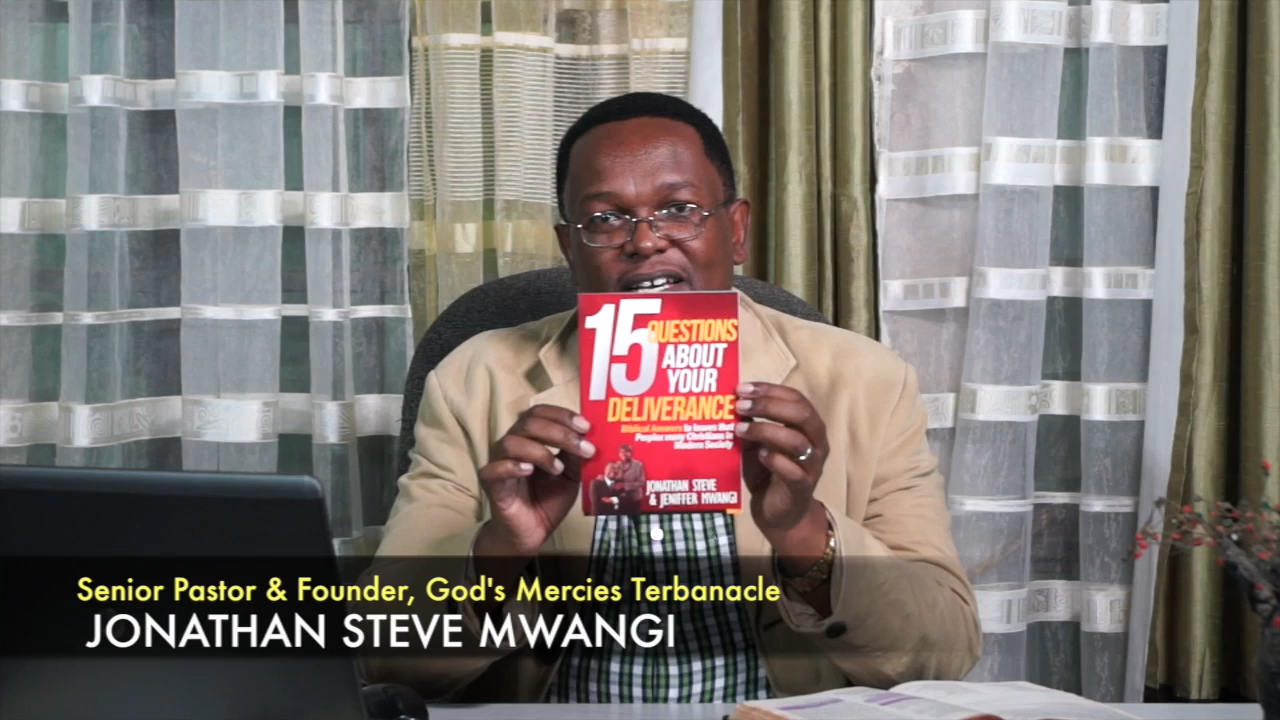 15
QUESTIONS
ABOUT
YOUR
DELIVERANCE
Biblical Answers to Issues that
Perplex many Christians in
Modern Society
JONATHAN STEVE
& JENIFFER MWANGI
Senior Pastor & Founder, God's Mercies Terbanacle
JONATHAN STEVE MWANGI